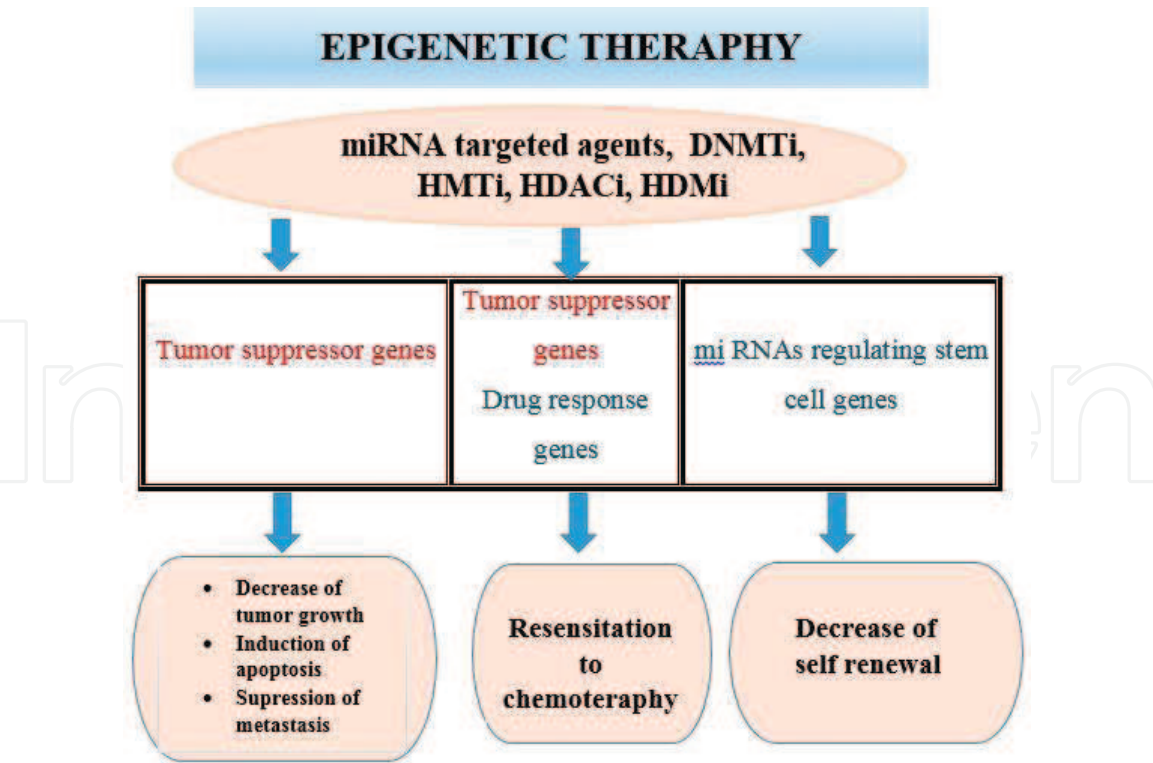 EPIGENETIC THERAPHY
miRNA targeted agents, DNMTi,
HMTi, HDACi, HDMi
Tumor suppressor genes
Tumor suppressor
genes
Drug response
genes
mi RNAs regulating stem
cell genes
• Decrease of
tumor growth
• Induction of
apoptosis
• Supression of
metastasis
Resensitation
to
chemoteraphy
Decrease of
self renewal